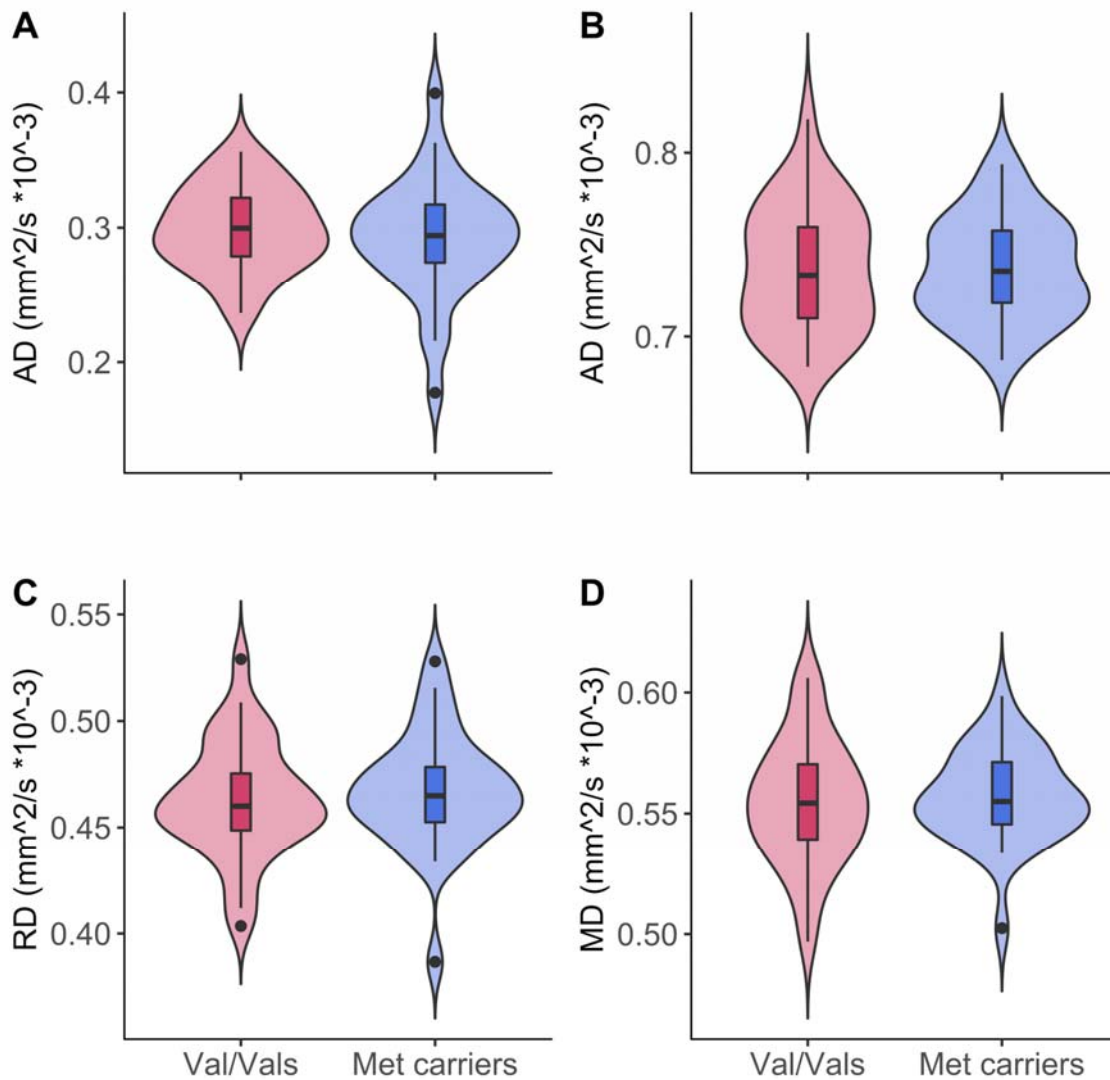 A
B
AD (mm^2/s *10^-3)
0.4
0.3
0.2
AD (mm^2/s *10^-3)
0.8
0.7
C
D
RD (mm^2/s *10^-3)
0.55
0.50
0.45
0.40
MD (mm^2/s *10^-3)
0.60
0.55
0.50
Val/Vals Met carriers
Val/Vals Met carriers